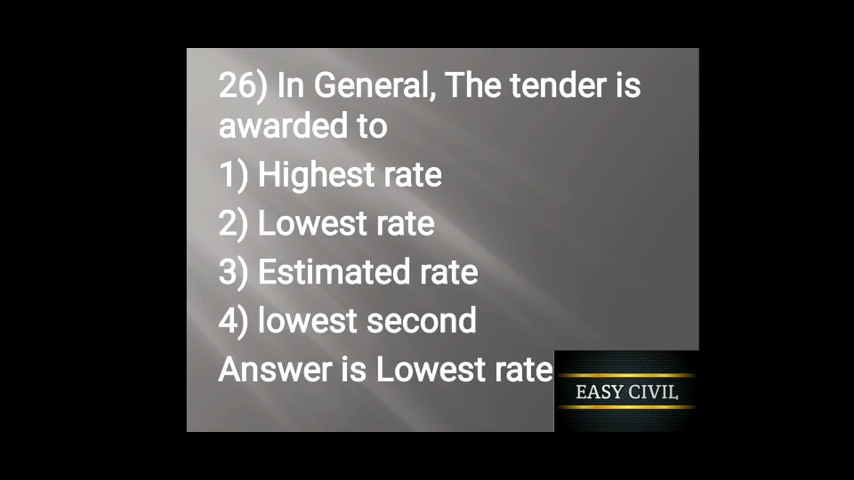 26) In General, The tender is
awarded to
1) Highest rate
2) Lowest rate
3) Estimated rate
4) lowest second
Answer is Lowest rate
EASY CIVIL